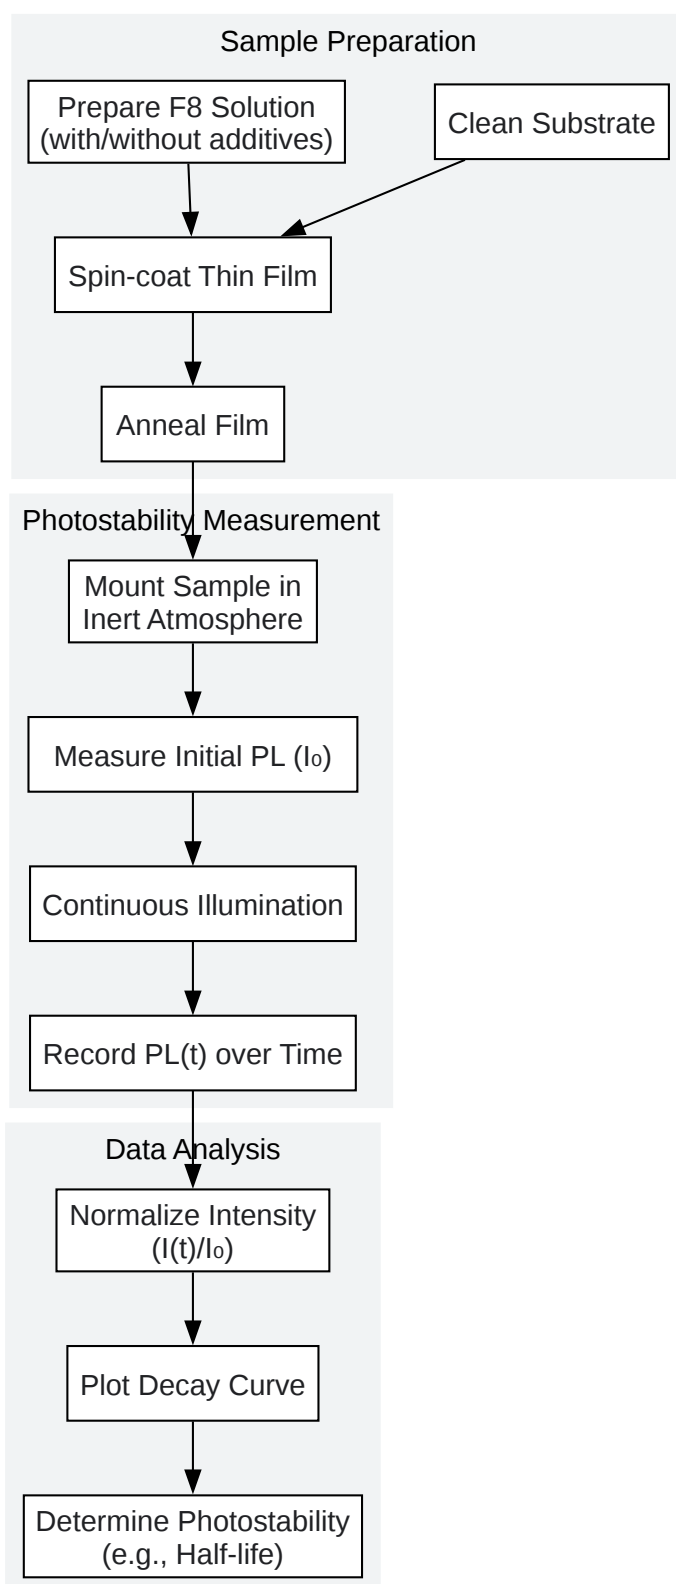 Sample Preparation
Prepare F8 Solution
(with/without additives)
Clean Substrate
Spin-coat Thin Film
Anneal Film
Photostability Measurement
Mount Sample in
Inert Atmosphere
Measure Initial PL (I₀)
Continuous Illumination
Record PL(t) over Time
Data Analysis
Normalize Intensity
(I(t)/I₀)
Plot Decay Curve
Determine Photostability
(e.g., Half-life)